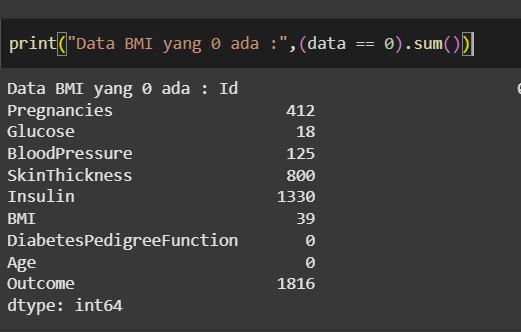 print("Data BMI yang 0 ada :",(data == 0).sum())
Data BMI yang 0 ada : Id
Pregnancies 412
Glucose 18
BloodPressure 125
SkinThickness 800
Insulin 1330
BMI 39
DiabetesPedigreeFunction 0
Age 0
Outcome 1816
dtype: int64